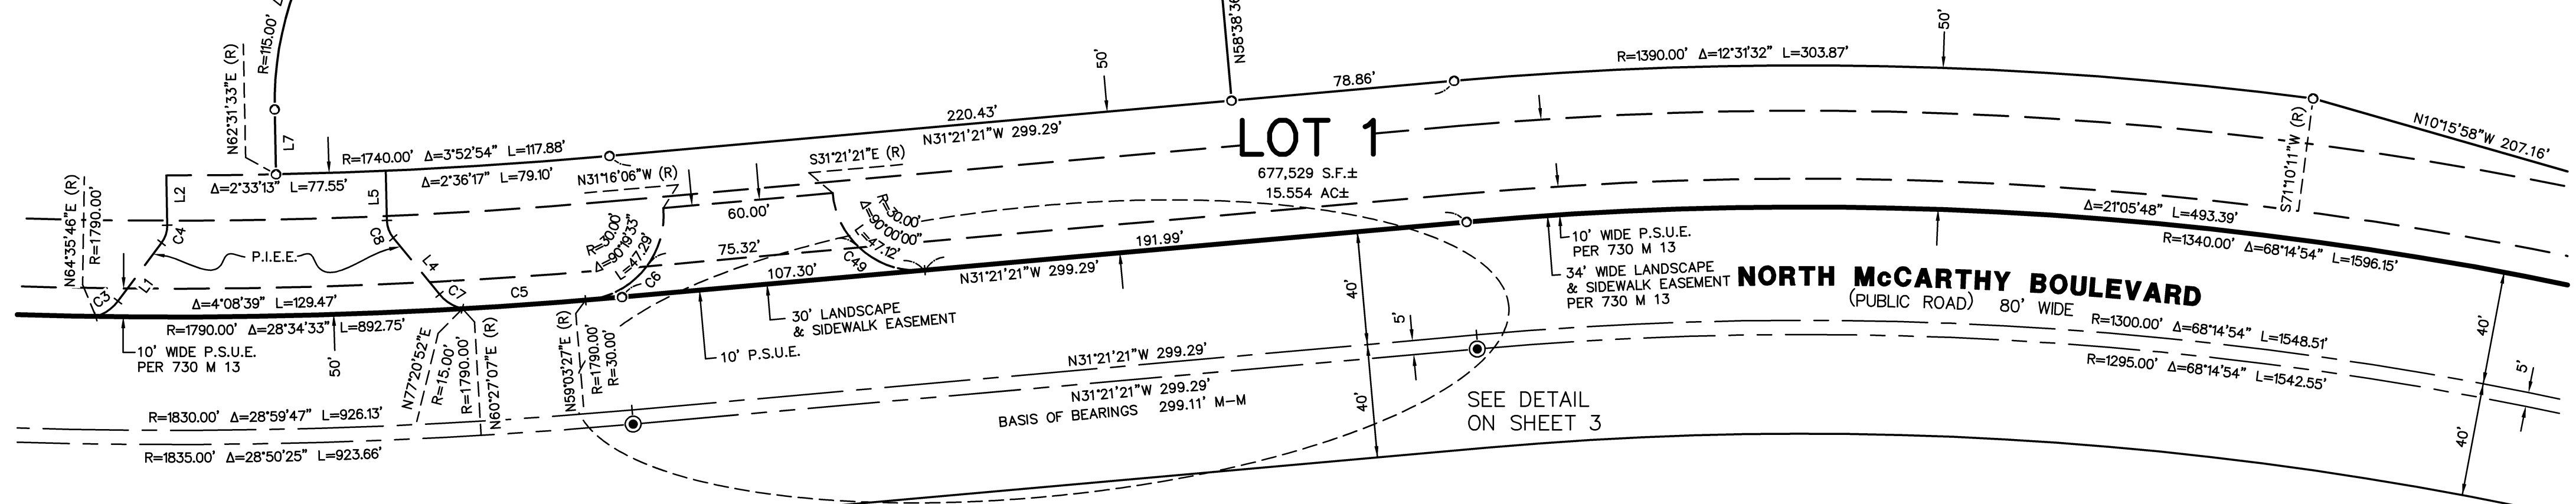 R=115.00' Δ
N62°31'33"E (R)
L7
R=1740.00' Δ=3°52'54" L=117.88'
220.43'
N31°21'21"W 299.29'
50'
N58°38'3
78.86'
R=1390.00' Δ=12°31'32" L=303.87'
50'
N10°15'58"W 207.16'
S71°10'11"W (R)
LOT 1
677,529 S.F.±
15.554 AC±
N64°35'46"E (R)
R=1790.00'
L2
Δ=2°33'13" L=77.55'
L5
Δ=2°36'17" L=79.10'
N31°16'06"W (R)
S31°21'21"E (R)
60.00'
C4
P.I.E.E.
C8
L4
L1
C3
C7
R=30.00'
Δ=90°19'33"
L=47.29'
C6
75.32'
R=30.00'
Δ=90°00'00"
L=47.12'
C49
191.99'
107.30'
N31°21'21"W 299.29'
Δ=4°08'39" L=129.47'
C5
R=1790.00' Δ=28°34'33" L=892.75'
10' WIDE P.S.U.E.
PER 730 M 13
50'
N77°20'52"E
R=15.00'
R=1790.00'
N60°27'07"E (R)
N59°03'27"E (R)
R=1790.00'
R=30.00'
30' LANDSCAPE
& SIDEWALK EASEMENT
10' P.S.U.E.
10' WIDE P.S.U.E.
PER 730 M 13
34' WIDE LANDSCAPE
& SIDEWALK EASEMENT
PER 730 M 13
Δ=21°05'48" L=493.39'
R=1340.00' Δ=68°14'54" L=1596.15'
NORTH McCARTHY BOULEVARD
(PUBLIC ROAD) 80' WIDE
R=1300.00' Δ=68°14'54" L=1548.51'
R=1295.00' Δ=68°14'54" L=1542.55'
40'
5'
40'
40'
5'
40'
N31°21'21"W 299.29'
N31°21'21"W 299.29'
BASIS OF BEARINGS 299.11' M-M
SEE DETAIL
ON SHEET 3
R=1830.00' Δ=28°59'47" L=926.13'
R=1835.00' Δ=28°50'25" L=923.66'